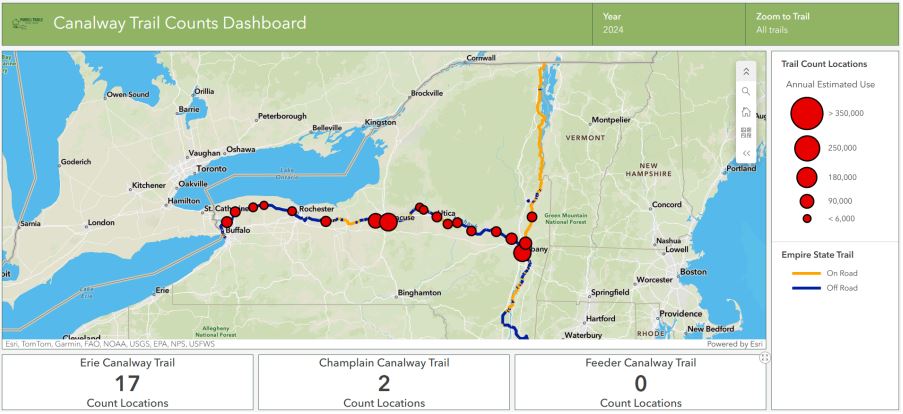 Canalway Trail Counts Dashboard
Year
2024
Zoom to Trail
All trails
Cornwall
Owen Sound
Orillia
Barrie
Brockville
Peterborough
Kingston
Belleville
Montpelier
VERMONT
Goderich
Vaughan
Oshawa
Toronto
Lake
Ontario
NEW
HAMPSHIRE
Portland
Kitchener
Oakville
Hamilton
St. Catharines
Rochester
Utica
Green Mountain
National Forest
Concord
Sarnia
London
Buffalo
Nashua
Lowell
Boston
Worcester
Springfield
Lake
Erie
Erie
Binghamton
Allegheny
National Forest
Hartford
Providence
New Bedford
Waterbury
RHODE
Cleveland
Esri, TomTom, Garmin, FAO, NOAA, USGS, EPA, NPS, USFWS
Powered by Esri
Trail Count Locations
Annual Estimated Use
> 350,000
250,000
180,000
90,000
< 6,000
Empire State Trail
On Road
Off Road
Erie Canalway Trail
17
Count Locations
Champlain Canalway Trail
2
Count Locations
Feeder Canalway Trail
0
Count Locations